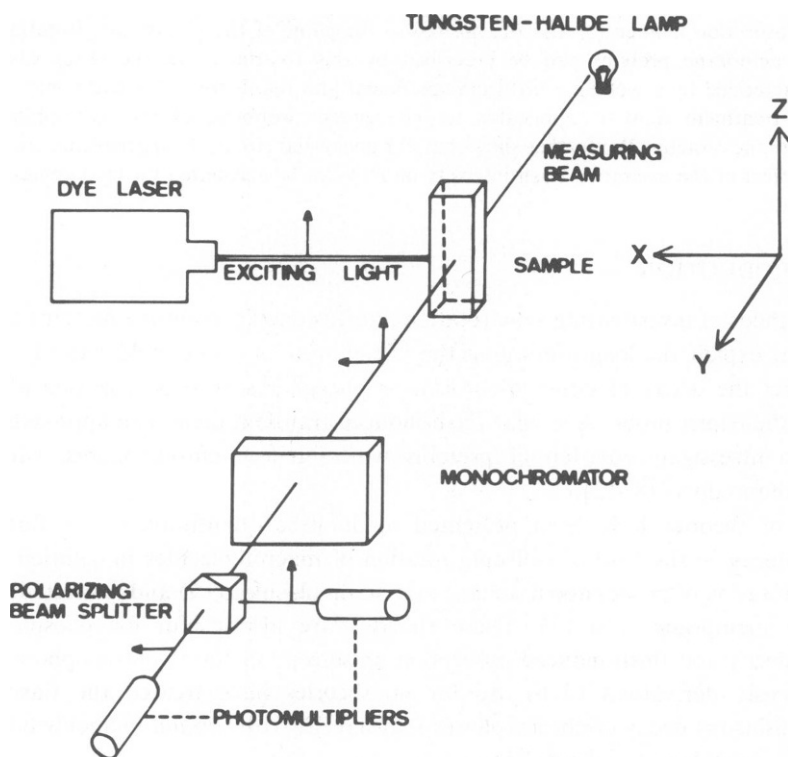 TUNGSTEN-HALIDE LAMP
Z
MEASURING
BEAM
DYE LASER
X
EXCITING LIGHT
SAMPLE
Y
MONOCHROMATOR
POLARIZING
BEAM SPLITTER
PHOTOMULTIPLIERS